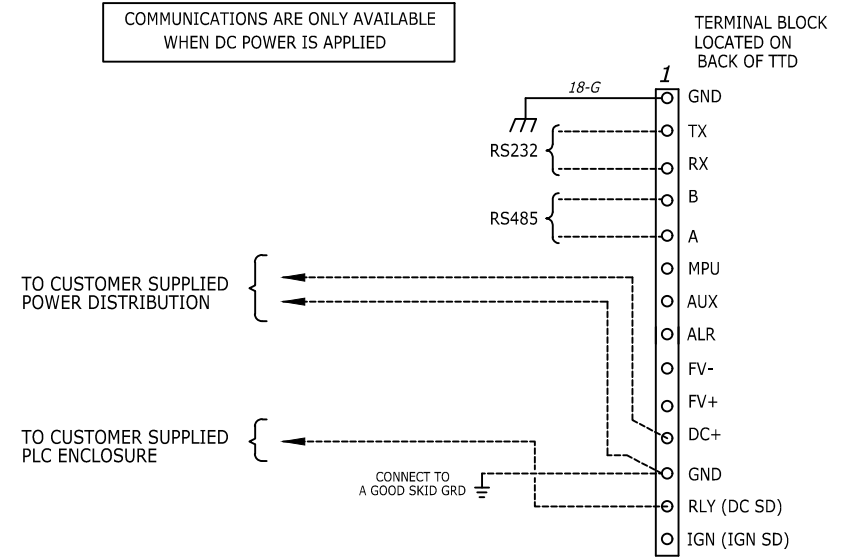 COMMUNICATIONS ARE ONLY AVAILABLE
WHEN DC POWER IS APPLIED
TERMINAL BLOCK
LOCATED ON
BACK OF TTD
1
18-G
GND
TX
RS232
RX
B
RS485
A
MPU
TO CUSTOMER SUPPLIED
POWER DISTRIBUTION
AUX
ALR
FV-
FV+
DC+
TO CUSTOMER SUPPLIED
PLC ENCLOSURE
GND
CONNECT TO
A GOOD SKID GRD
RLY (DC SD)
IGN (IGN SD)